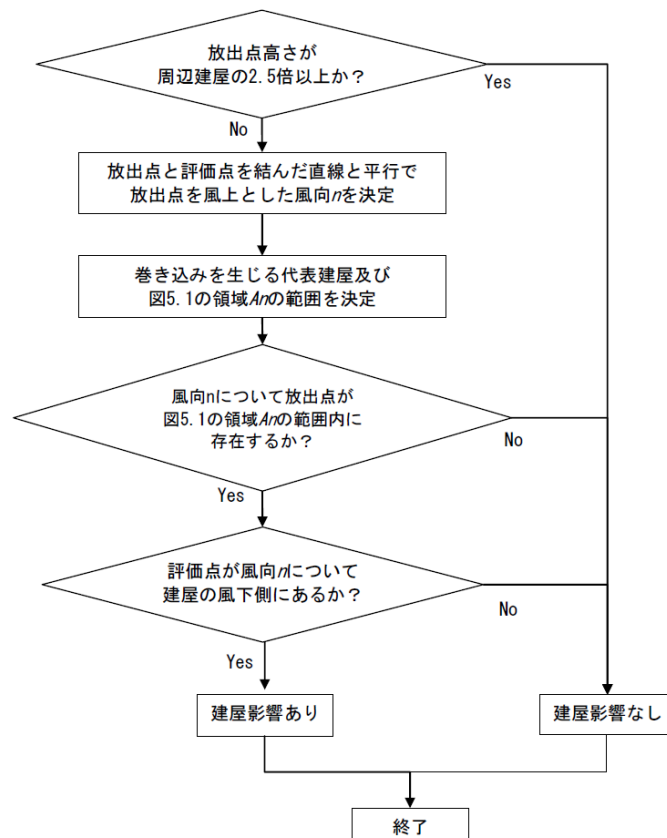 放出点高さが
周辺建屋の2.5倍以上か？
Yes
No
放出点と評価点を結んだ直線と平行で
放出点を風上とした風向nを決定
巻き込みを生じる代表建屋及び
図5.1の領域Anの範囲を決定
風向nについて放出点が
図5.1の領域Anの範囲内に
存在するか？
No
Yes
評価点が風向nについて
建屋の風下側にあるか？
No
Yes
建屋影響あり
建屋影響なし
終了